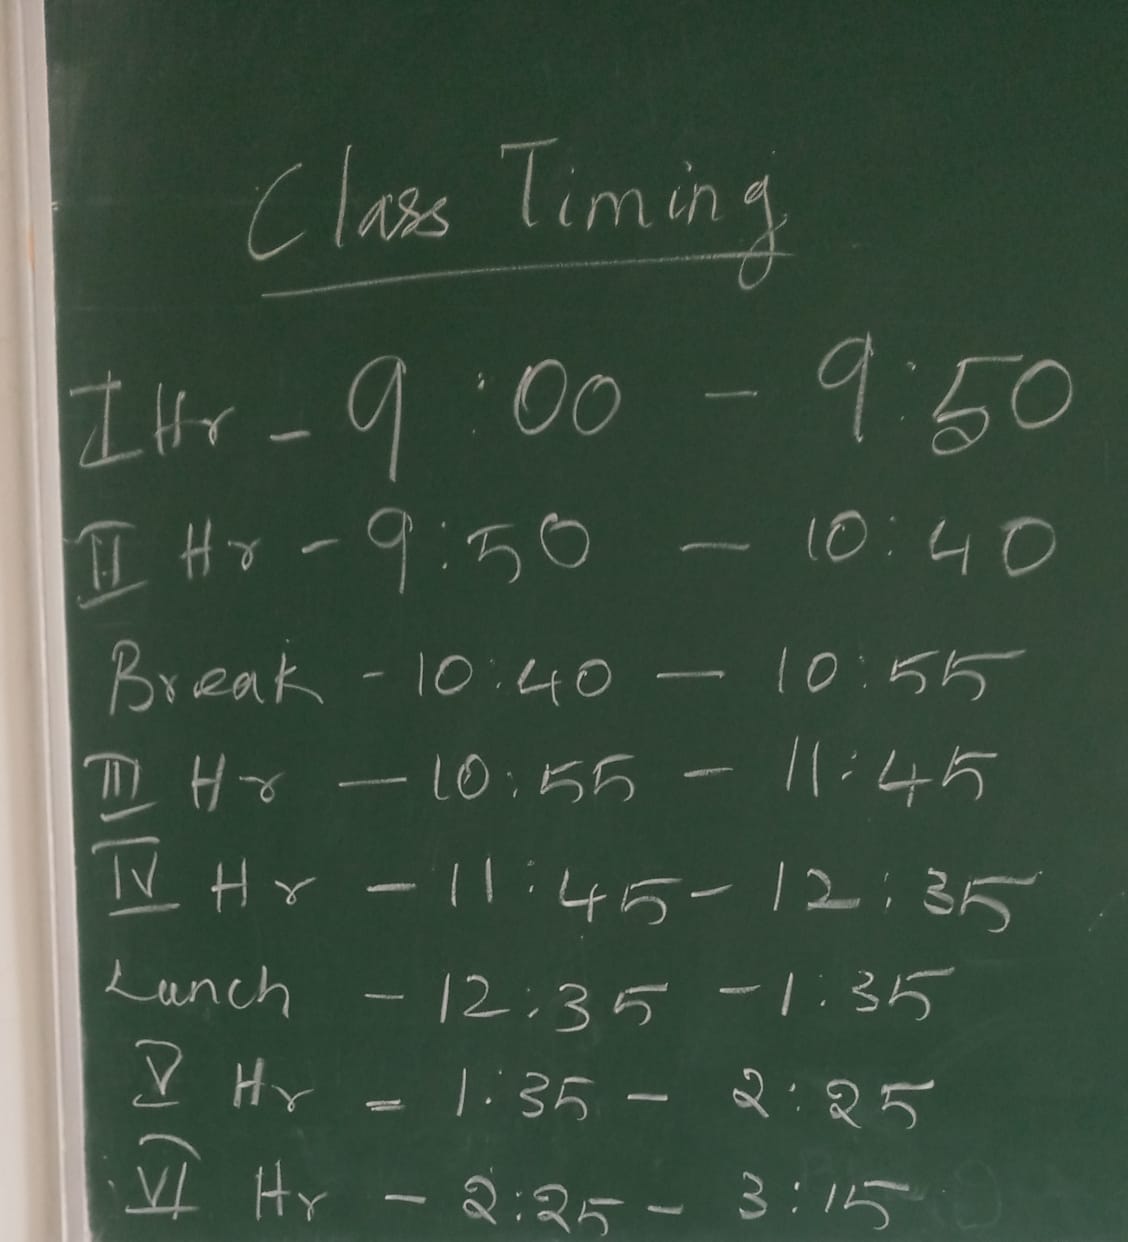 Class Timing
I Hr - 9:00 - 9:50
II Hr - 9:50 - 10:40
Break - 10:40 - 10:55
III Hr - 10:55 - 11:45
IV Hr - 11:45 - 12:35
Lunch - 12:35 - 1:35
V Hr - 1:35 - 2:25
VI Hr - 2:25 - 3:15